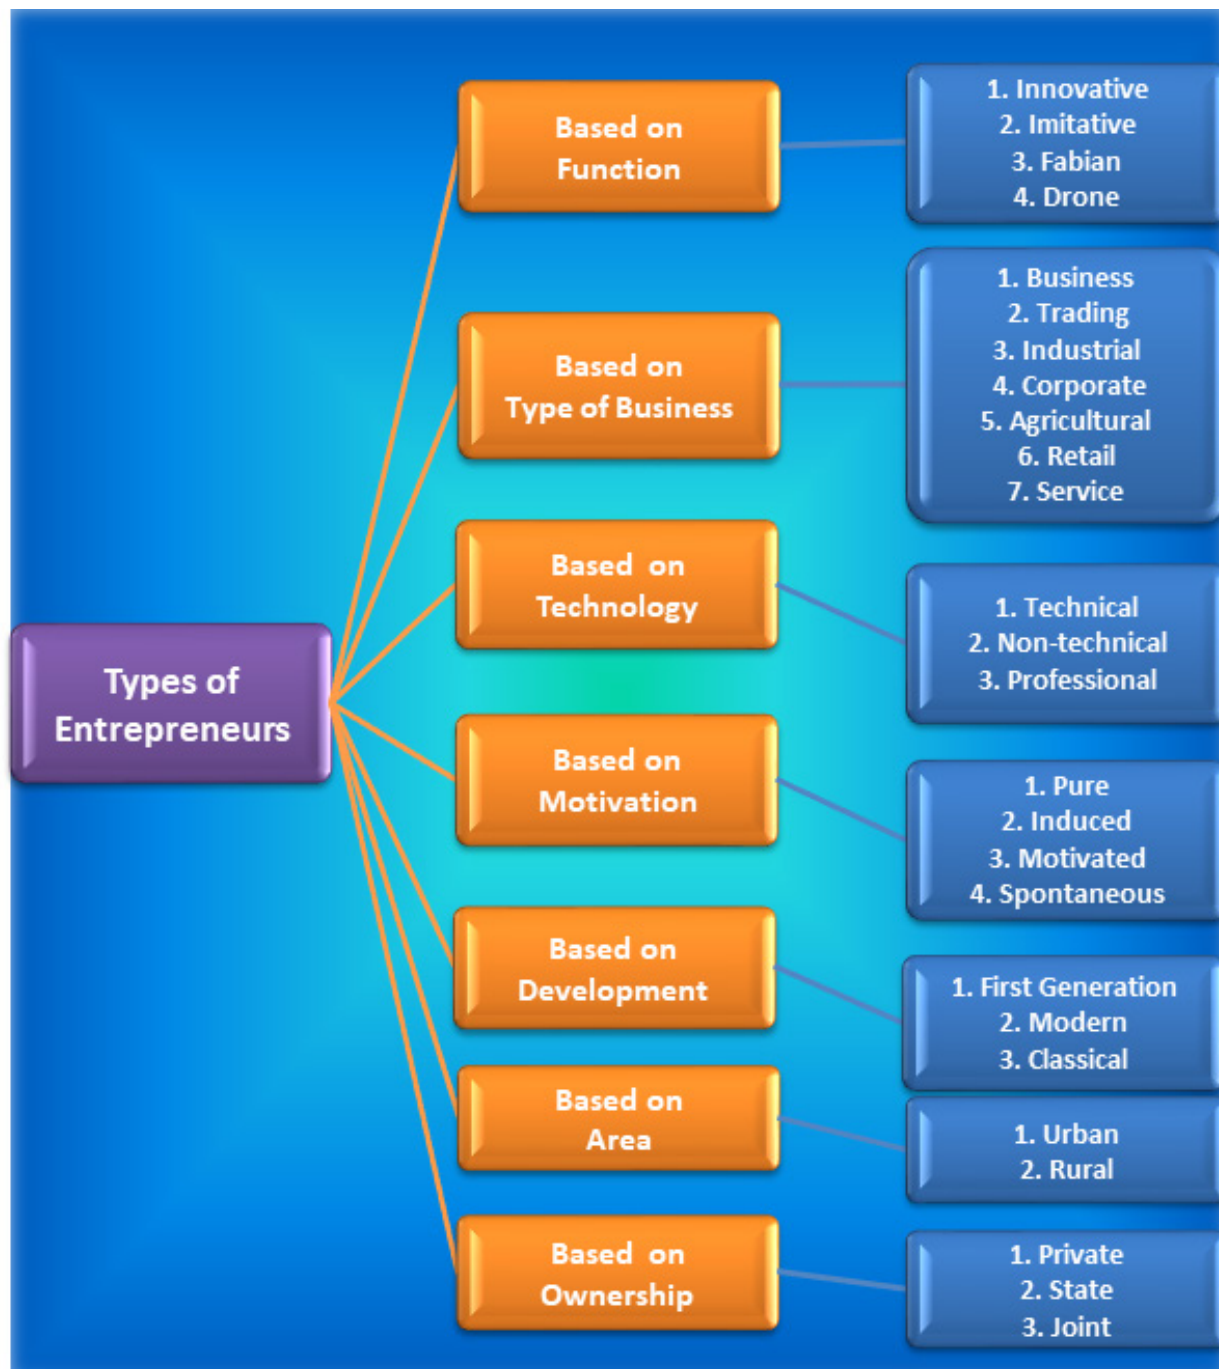 Types of
Entrepreneurs
Based on
Function
1. Innovative
2. Imitative
3. Fabian
4. Drone
Based on
Type of Business
1. Business
2. Trading
3. Industrial
4. Corporate
5. Agricultural
6. Retail
7. Service
Based on
Technology
1. Technical
2. Non-technical
3. Professional
Based on
Motivation
1. Pure
2. Induced
3. Motivated
4. Spontaneous
Based on
Development
1. First Generation
2. Modern
3. Classical
Based on
Area
1. Urban
2. Rural
Based on
Ownership
1. Private
2. State
3. Joint